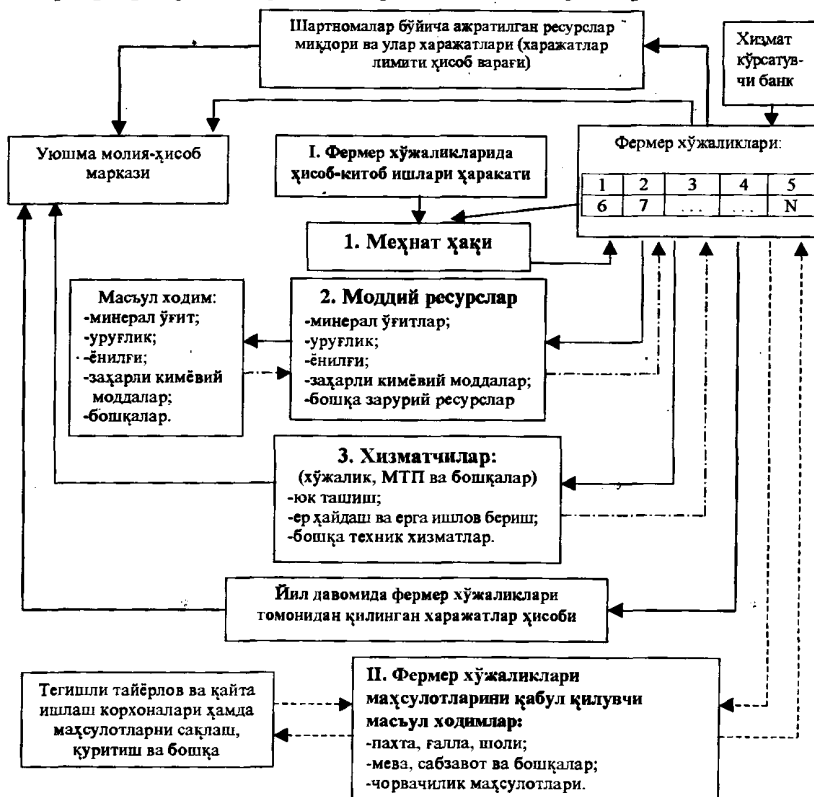 Шартномалар бўйича ажратилган ресурслар
миқдори ва улар харажатлари (харажатлар
лимити ҳисоб варағи)
Хизмат
кўрсатув-
чи банк
Уюшма молия-ҳисоб
маркази
I. Фермер хўжаликларида
ҳисоб-китоб ишлари ҳаракати
Фермер хўжаликлари:
1 2 3 4 5
6 7 ... ... N
1. Меҳнат ҳақи
Масъул ходим:
-минерал ўғит;
-уруғлик;
-ёнилғи;
-заҳарли кимёвий
моддалар;
-бошқалар.
2. Моддий ресурслар
-минерал ўғитлар;
-уруғлик;
-ёнилғи;
-заҳарли кимёвий моддалар;
-бошқа зарурий ресурслар
3. Хизматчилар:
(хўжалик, МТП ва бошқалар)
-юк ташиш;
-ер ҳайдаш ва ерга ишлов бериш;
-бошқа техник хизматлар.
Йил давомида фермер хўжаликлари
томонидан қилинган харажатлар ҳисоби
Тегишли тайёрлов ва қайта
ишлаш корхоналари ҳамда
маҳсулотларни сақлаш,
қуритиш ва бошқа
II. Фермер хўжаликлари
маҳсулотларини қабул қилувчи
масъул ходимлар:
-пахта, ғалла, шоли;
-мева, сабзавот ва бошқалар;
-чорвачилик маҳсулотлари.